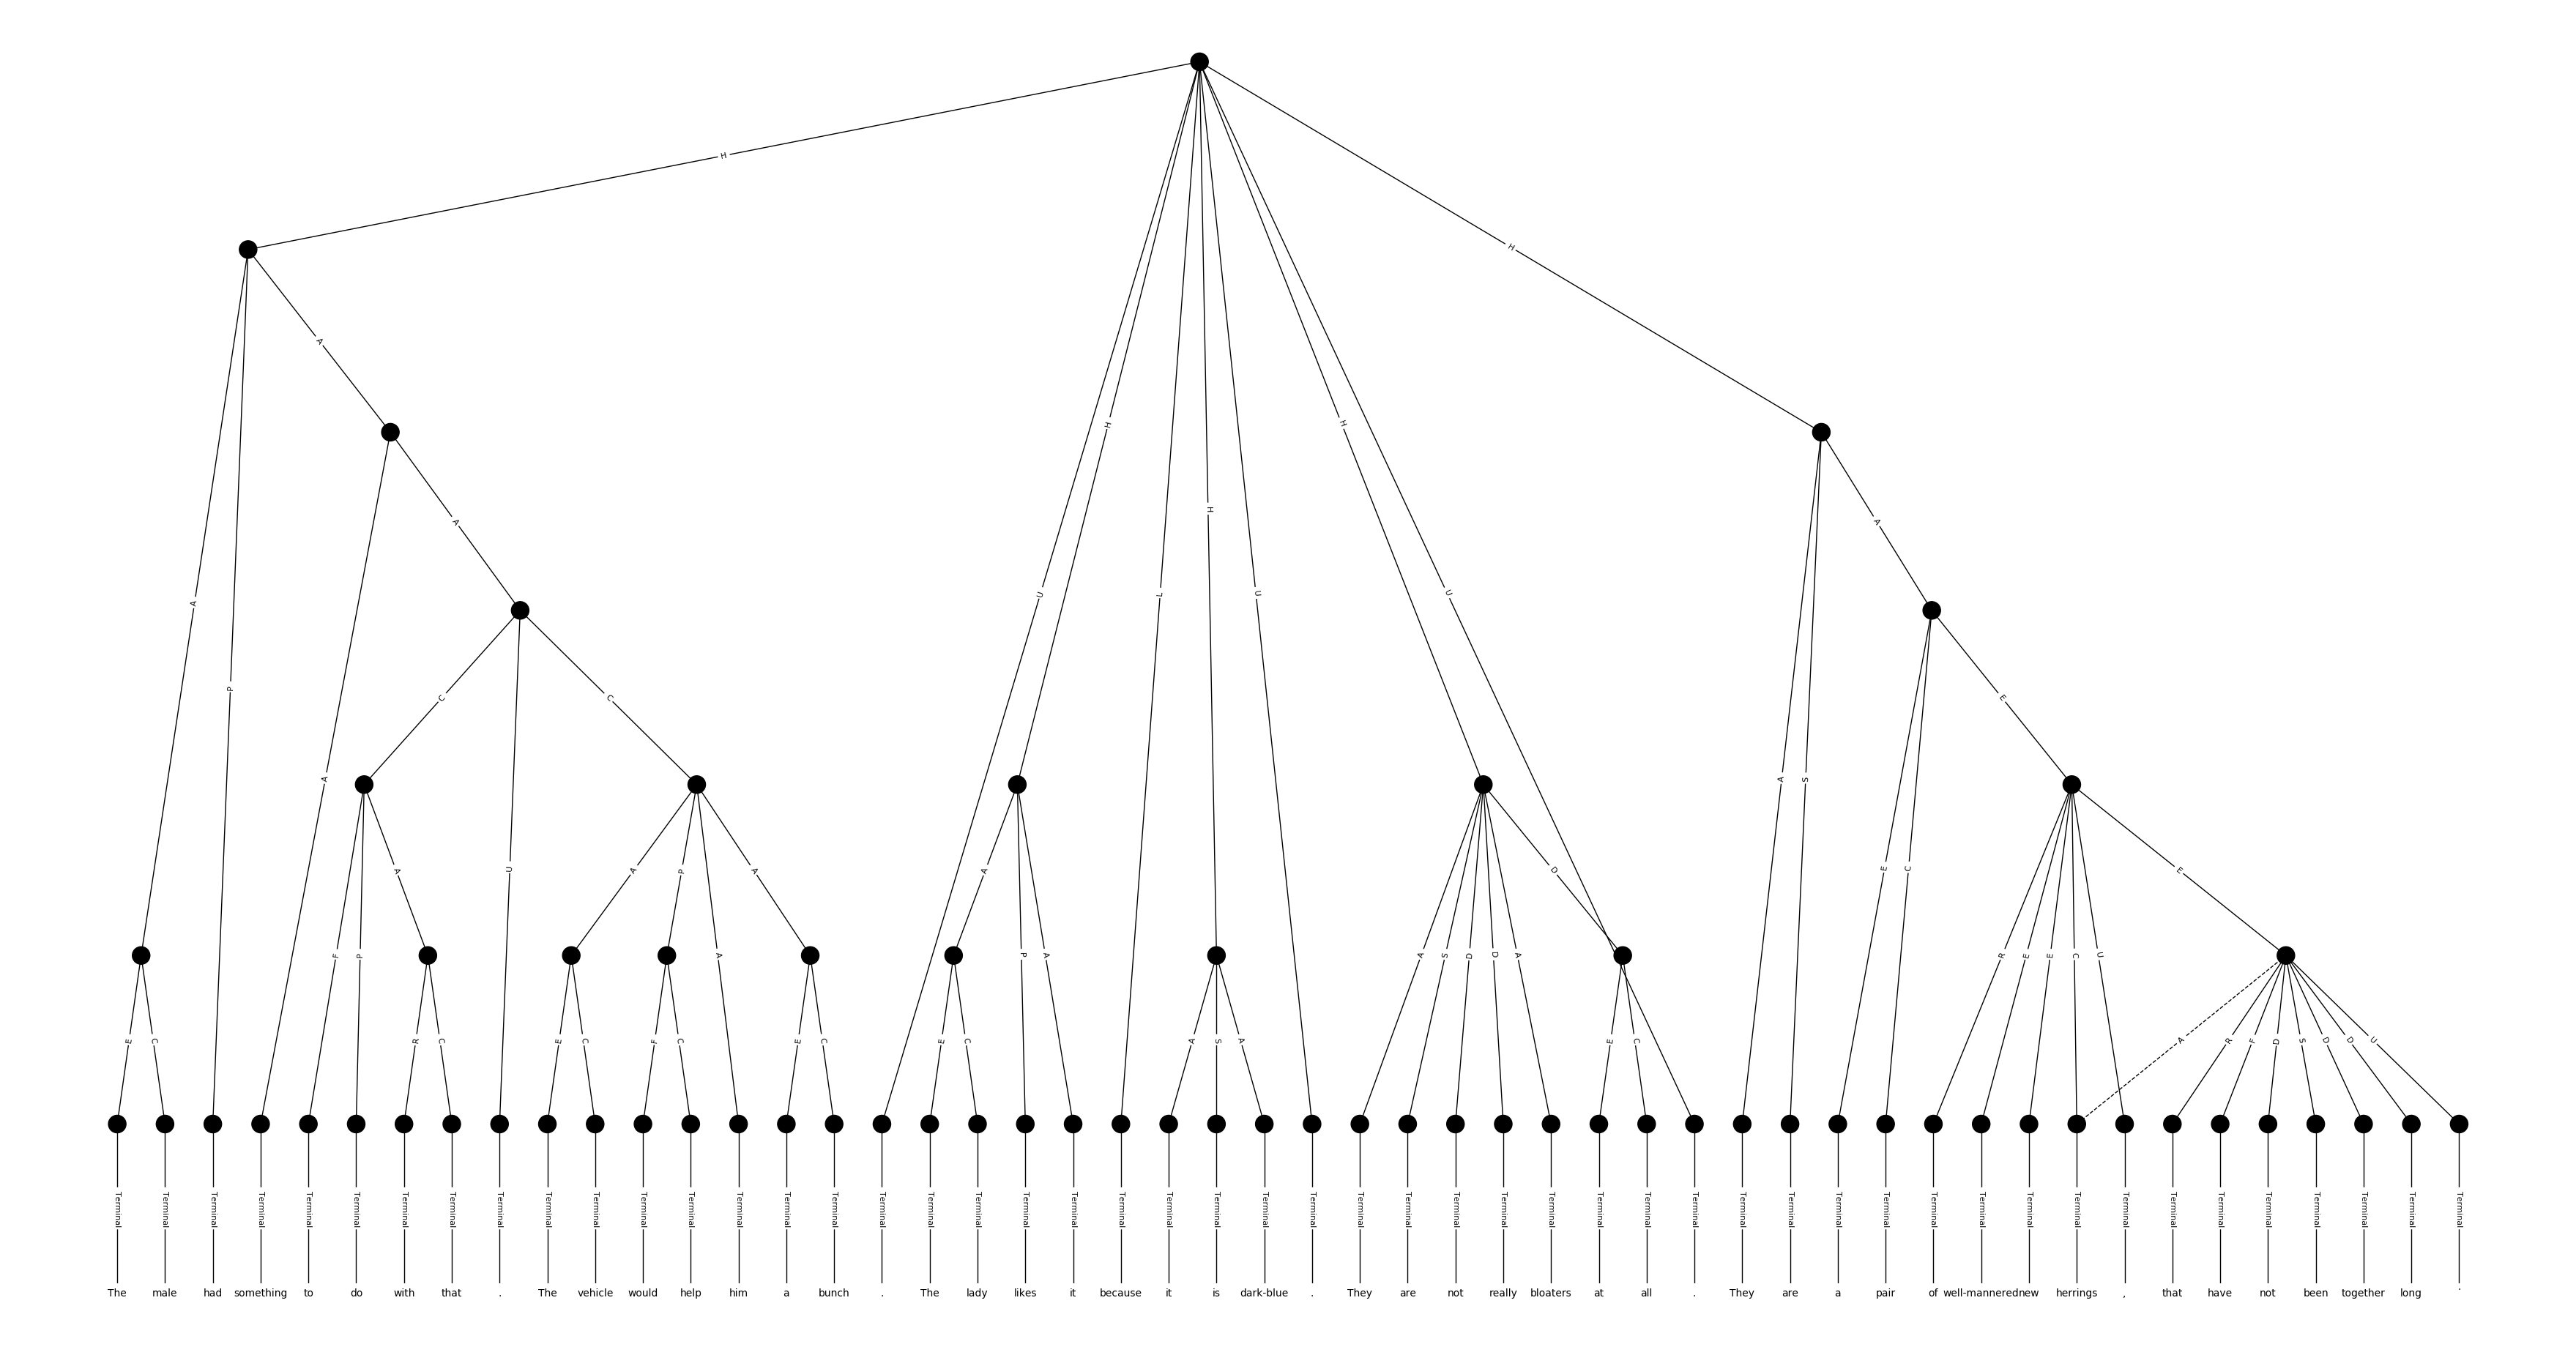 H
A
H
A
H
H
A
H
A
U
L
U
U
A
E
P
C
C
A
A
A
S
U
A
P
A
A
D
E
C
E
F
P
A
P
A
A
S
D
D
A
R
E
E
C
U
E
C
R
C
E
C
F
C
E
C
E
C
A
S
A
E
C
A
R
F
D
S
D
D
U
Terminal Terminal Terminal Terminal Terminal Terminal Terminal Terminal Terminal Terminal Terminal Terminal Terminal Terminal Terminal Terminal Terminal Terminal Terminal Terminal Terminal Terminal Terminal Terminal Terminal Terminal Terminal Terminal Terminal Terminal Terminal Terminal Terminal Terminal Terminal Terminal Terminal Terminal Terminal Terminal Terminal Terminal Terminal Terminal Terminal Terminal Terminal Terminal Terminal Terminal
The male had something to do with that . The vehicle would help him a bunch . The lady likes it because it is dark-blue . They are not really bloaters at all . They are a pair of well-mannered new herrings , that have not been together long .